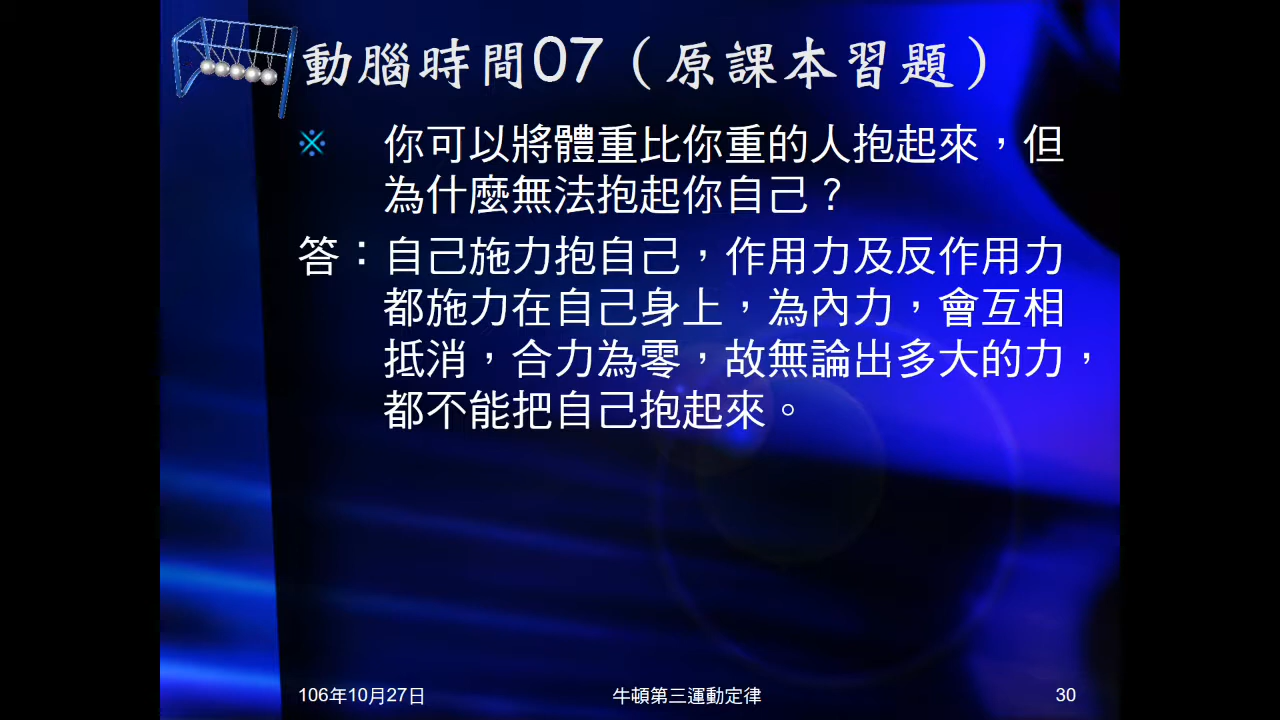 動腦時間07（原課本習題）
※ 你可以將體重比你重的人抱起來，但
為什麼無法抱起你自己？
答：自己施力抱自己，作用力及反作用力
都施力在自己身上，為內力，會互相
抵消，合力為零，故無論出多大的力，
都不能把自己抱起來。
106年10月27日
牛頓第三運動定律
30